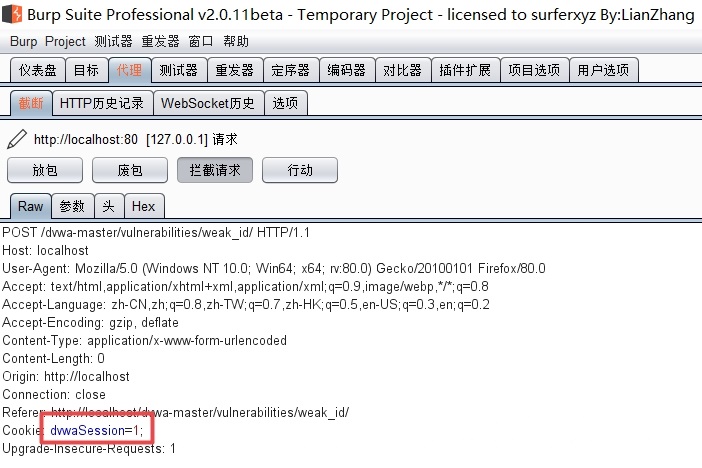 Burp Suite Professional v2.0.11beta - Temporary Project - licensed to surferxyz By:LianZhang
Burp Project 测试器 重发器 窗口 帮助
仪表盘 目标 代理 测试器 重发器 定序器 编码器 对比器 插件扩展 项目选项 用户选项
截断 HTTP历史记录 WebSocket历史 选项
http://localhost:80 [127.0.0.1] 请求
放包 废包 拦截请求 行动
Raw 参数 头 Hex
POST /dvwa-master/vulnerabilities/weak_id/ HTTP/1.1
Host: localhost
User-Agent: Mozilla/5.0 (Windows NT 10.0; Win64; x64; rv:80.0) Gecko/20100101 Firefox/80.0
Accept: text/html,application/xhtml+xml,application/xml;q=0.9,image/webp,*/*;q=0.8
Accept-Language: zh-CN,zh;q=0.8,zh-TW;q=0.7,zh-HK;q=0.5,en-US;q=0.3,en;q=0.2
Accept-Encoding: gzip, deflate
Content-Type: application/x-www-form-urlencoded
Content-Length: 0
Origin: http://localhost
Connection: close
Referer: http://localhost/dvwa-master/vulnerabilities/weak_id/
Cookie: dvwaSession=1;
Upgrade-Insecure-Requests: 1